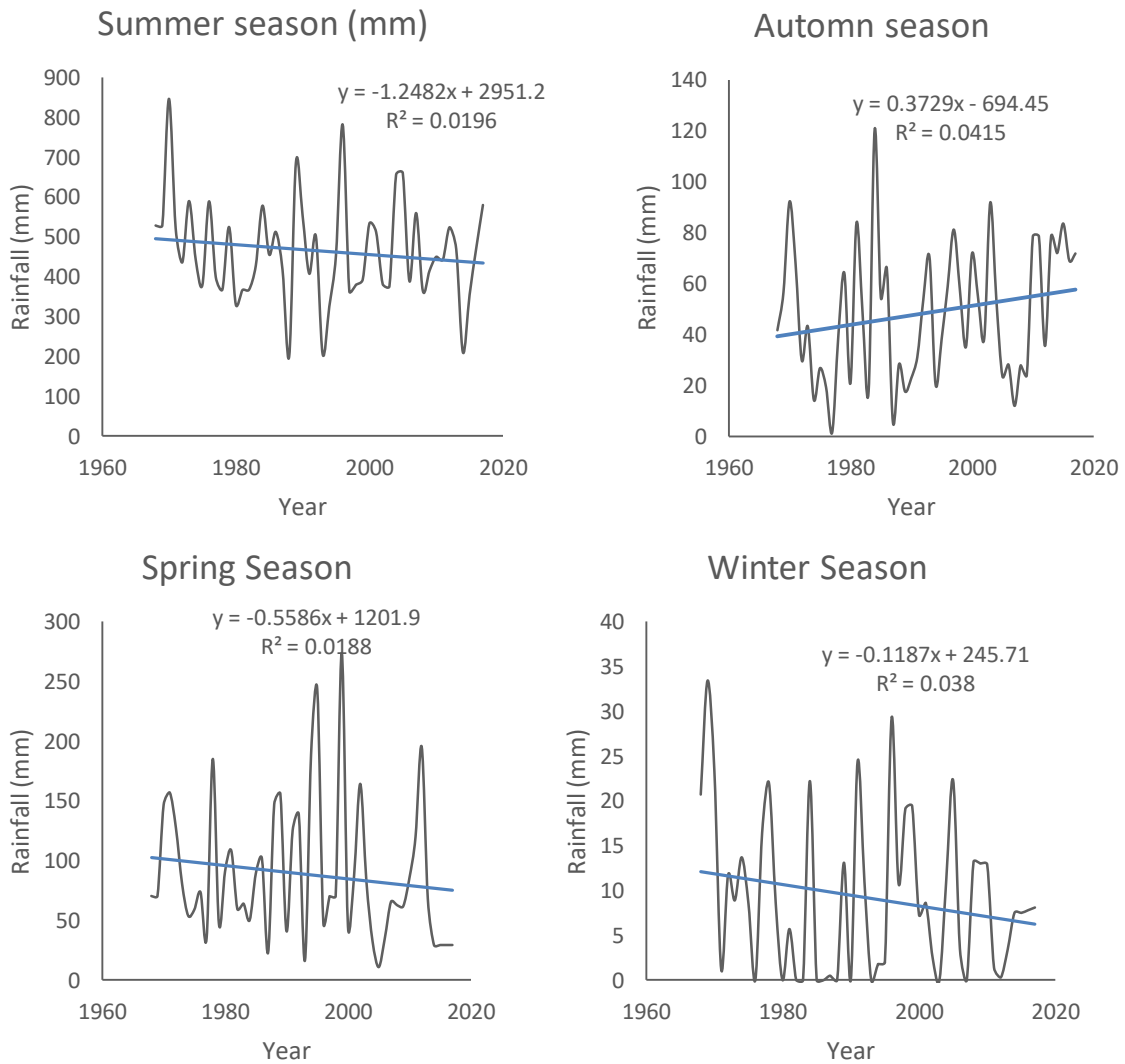 Summer season (mm)
y = -1.2482x + 2951.2
R² = 0.0196
Rainfall (mm)
900
800
700
600
500
400
300
200
100
0
1960
1980
2000
2020
Year
Automn season
y = 0.3729x - 694.45
R² = 0.0415
Rainfall (mm)
140
120
100
80
60
40
20
0
1960
1980
2000
2020
Year
Spring Season
y = -0.5586x + 1201.9
R² = 0.0188
Rainfall (mm)
300
250
200
150
100
50
0
1960
1980
2000
2020
Year
Winter Season
y = -0.1187x + 245.71
R² = 0.038
Rainfall (mm)
40
35
30
25
20
15
10
5
0
1960
1980
2000
2020
Year